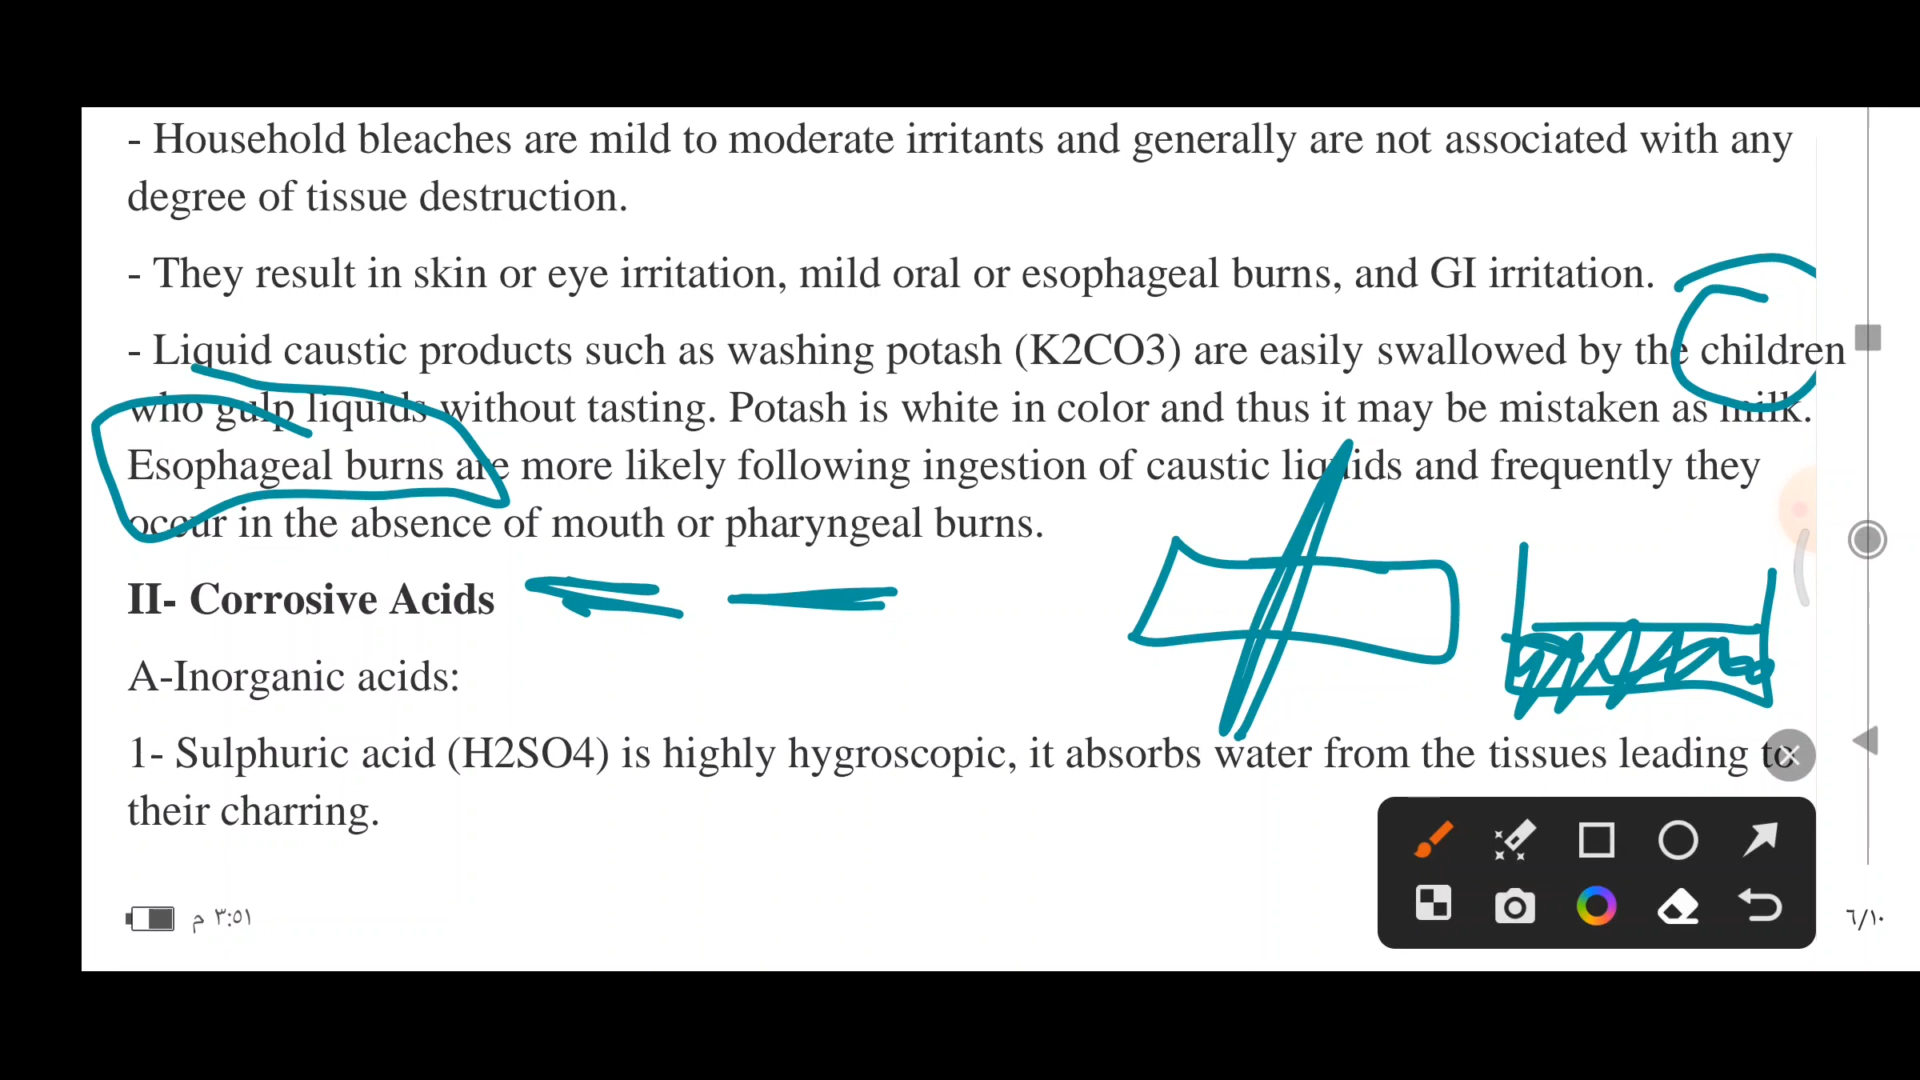 - Household bleaches are mild to moderate irritants and generally are not associated with any
degree of tissue destruction.
- They result in skin or eye irritation, mild oral or esophageal burns, and GI irritation.
- Liquid caustic products such as washing potash (K2CO3) are easily swallowed by the children
who gulp liquids without tasting. Potash is white in color and thus it may be mistaken as milk.
Esophageal burns are more likely following ingestion of caustic liquids and frequently they
occur in the absence of mouth or pharyngeal burns.
II- Corrosive Acids
A-Inorganic acids:
1- Sulphuric acid (H2SO4) is highly hygroscopic, it absorbs water from the tissues leading to
their charring.
٣:٥١ م
٦/١٠